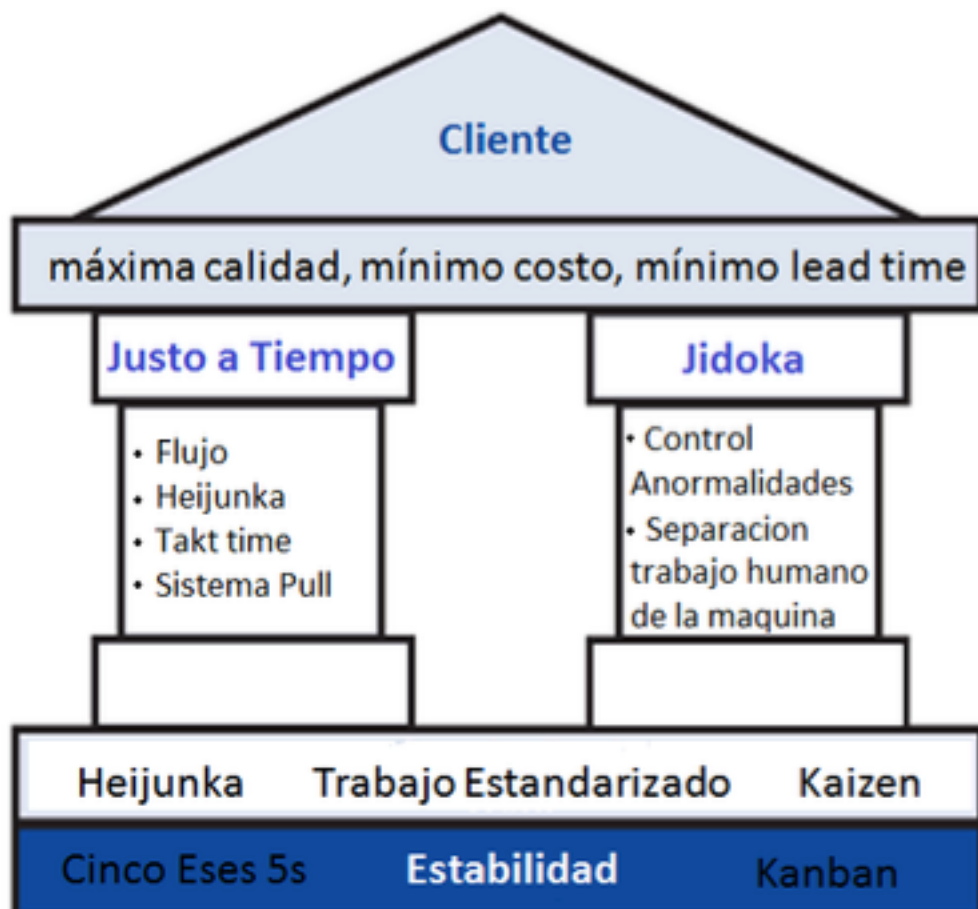 Cliente
máxima calidad, mínimo costo, mínimo lead time
Justo a Tiempo
• Flujo
• Heijunka
• Takt time
• Sistema Pull
Jidoka
• Control
Anormalidades
• Separacion
trabajo humano
de la maquina
Heijunka Trabajo Estandarizado Kaizen
Cinco Eses 5s Estabilidad Kanban